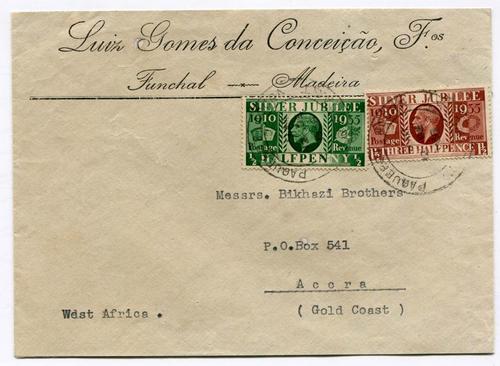 Luiz Gomes da Conceição, F.os
Funchal — Madeira
SILVER JUBILEE
1910 1935
Postage Revenue
½ HALFPENNY ½
SILVER JUBILEE
1910 1935
Postage Revenue
1½ THREE HALFPENCE 1½
Messrs. Bikhazi Brothers
P.O.Box 541
Accra
West Africa .
( Gold Coast )